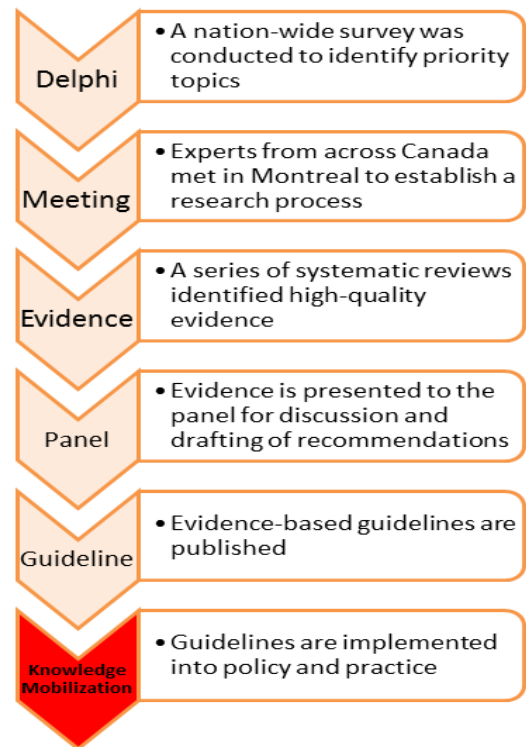 Delphi
• A nation-wide survey was
conducted to identify priority
topics
Meeting
• Experts from across Canada
met in Montreal to establish a
research process
Evidence
• A series of systematic reviews
identified high-quality
evidence
Panel
• Evidence is presented to the
panel for discussion and
drafting of recommendations
Guideline
• Evidence-based guidelines are
published
Knowledge
Mobilization
• Guidelines are implemented
into policy and practice